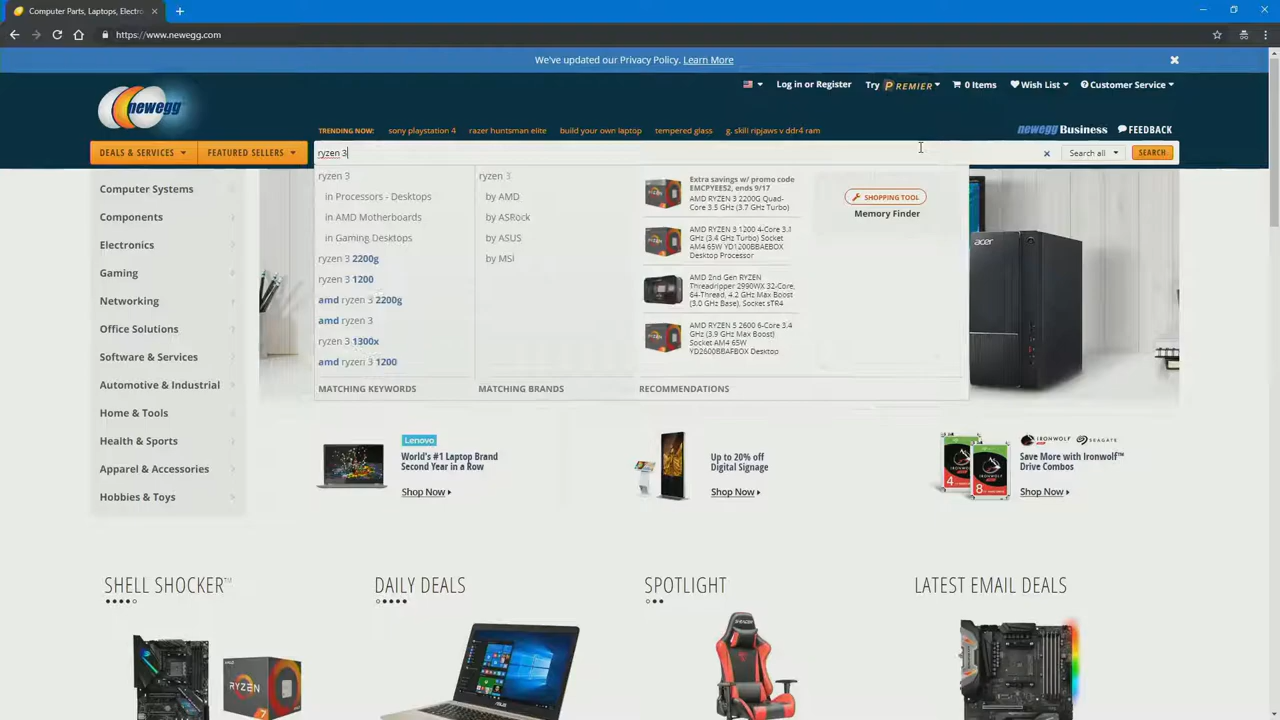 Computer Parts, Laptops, Electro
https://www.newegg.com
We've updated our Privacy Policy. Learn More
newegg
Log in or Register
Try PREMIER
0 Items
Wish List
Customer Service
TRENDING NOW: sony playstation 4 razer huntsman elite build your own laptop tempered glass g. skill ripjaws v ddr4 ram
newegg Business
FEEDBACK
DEALS & SERVICES
FEATURED SELLERS
ryzen 3
Search all
SEARCH
Computer Systems
Components
Electronics
Gaming
Networking
Office Solutions
Software & Services
Automotive & Industrial
Home & Tools
Health & Sports
Apparel & Accessories
Hobbies & Toys
ryzen 3
in Processors - Desktops
in AMD Motherboards
in Gaming Desktops
ryzen 3 2200g
ryzen 3 1200
amd ryzen 3 2200g
amd ryzen 3
ryzen 3 1300x
amd ryzen 3 1200
MATCHING KEYWORDS
ryzen 3
by AMD
by ASRock
by ASUS
by MSI
MATCHING BRANDS
Extra savings w/ promo code
EMCPYEES2, ends 9/17
AMD RYZEN 3 2200G Quad-
Core 3.5 GHz (3.7 GHz Turbo)
AMD RYZEN 3 1200 4-Core 3.1
GHz (3.4 GHz Turbo) Socket
AM4 65W YD1200BBAEBOX
Desktop Processor
AMD 2nd Gen RYZEN
Threadripper 2990WX 32-Core,
64-Thread, 4.2 GHz Max Boost
(3.0 GHz Base), Socket sTR4
AMD RYZEN 5 2600 6-Core 3.4
GHz (3.9 GHz Max Boost)
Socket AM4 65W
YD2600BBAFBOX Desktop
RECOMMENDATIONS
SHOPPING TOOL
Memory Finder
acer
Lenovo
World's #1 Laptop Brand
Second Year in a Row
Shop Now
Up to 20% off
Digital Signage
Shop Now
IRONWOLF SEAGATE
Save More with Ironwolf™
Drive Combos
Shop Now
4
8
SHELL SHOCKER™
DAILY DEALS
SPOTLIGHT
LATEST EMAIL DEALS
RYZEN
7